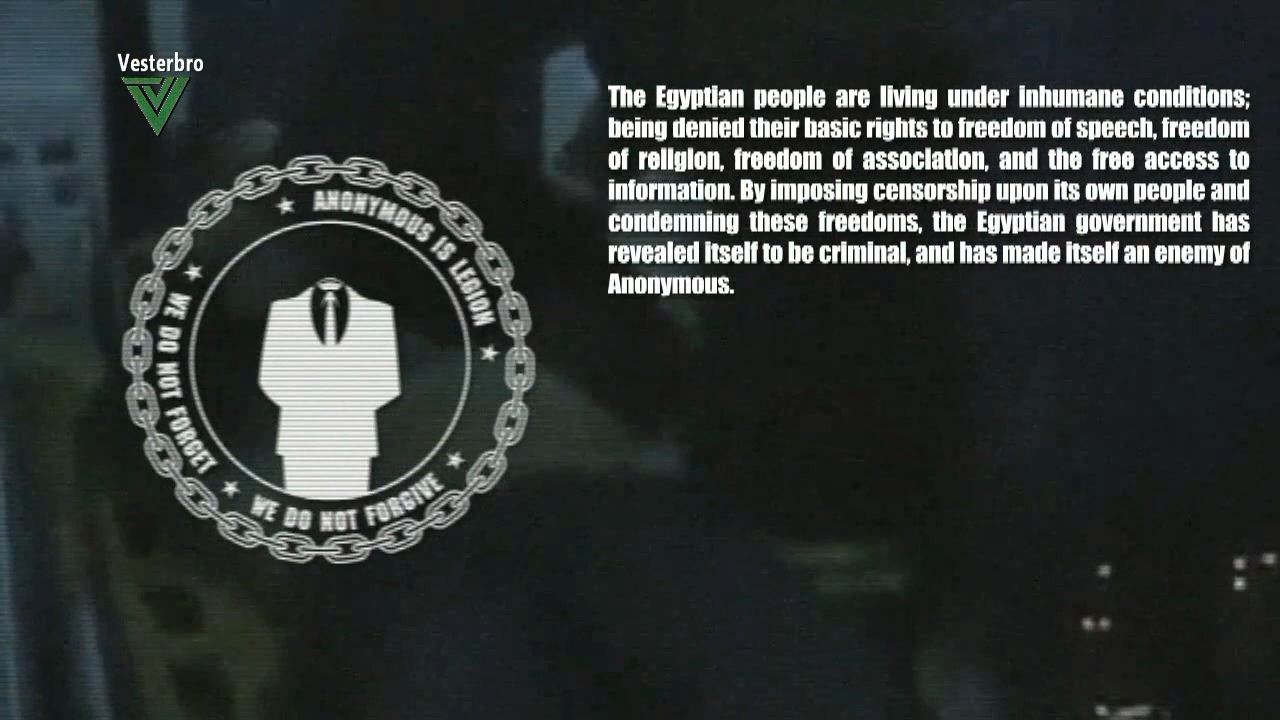 Vesterbro
The Egyptian people are living under inhumane conditions;
being denied their basic rights to freedom of speech, freedom
of religion, freedom of association, and the free access to
information. By imposing censorship upon its own people and
condemning these freedoms, the Egyptian government has
revealed itself to be criminal, and has made itself an enemy of
Anonymous.
ANONYMOUS IS LEGION
WE DO NOT FORGIVE
WE DO NOT FORGET